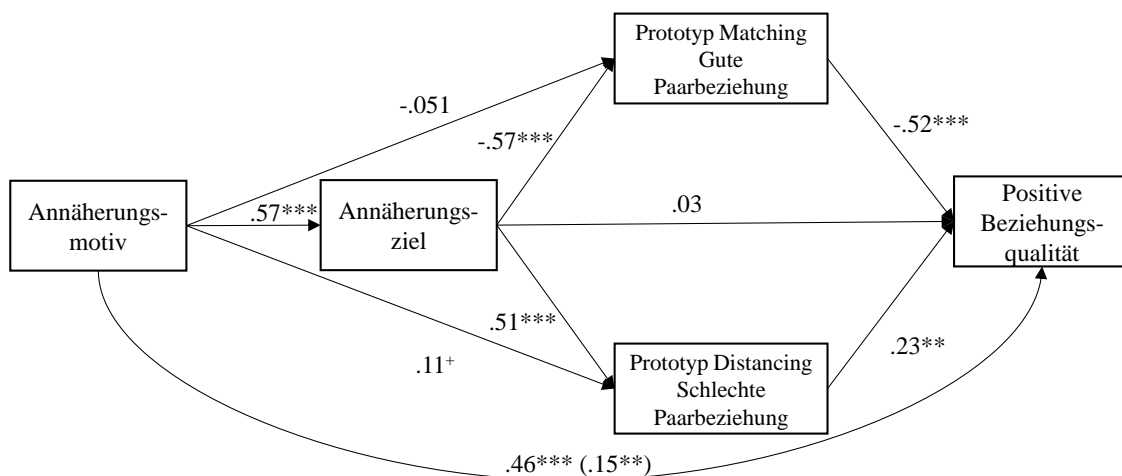 Prototyp Matching
Gute
Paarbeziehung
-.051
-.57***
-.52***
Annäherungs-
motiv
.57***
Annäherungs-
ziel
.03
Positive
Beziehungs-
qualität
.51***
.11+
Prototyp Distancing
Schlechte
Paarbeziehung
.23**
.46*** (.15**)